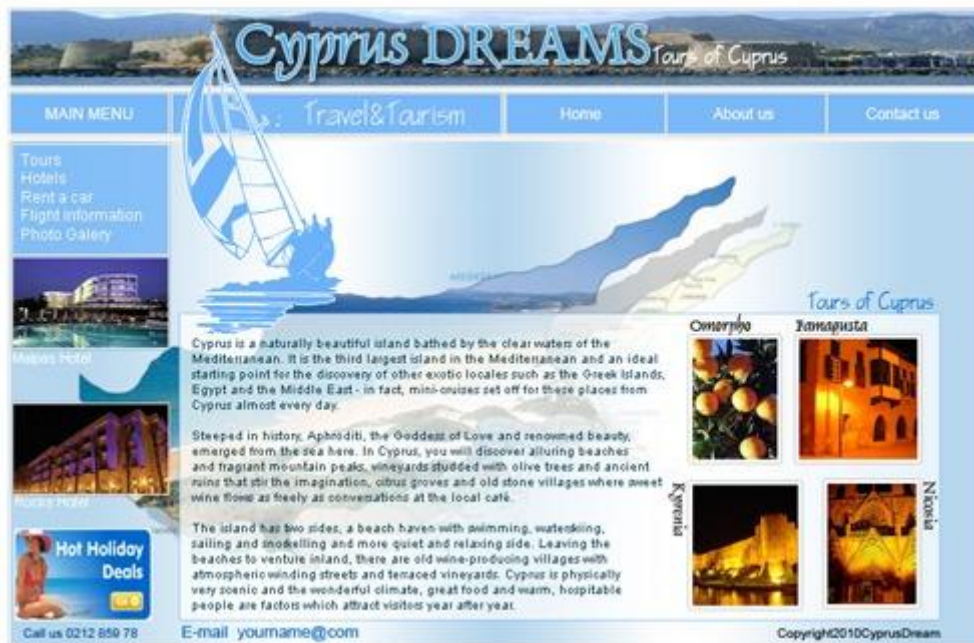 Cyprus DREAMS
Tours of Cyprus
MAIN MENU
Travel&Tourism
Home
About us
Contact us
Tours
Hotels
Rent a car
Flight information
Photo Galery
Hotel
Hotel
Hot Holiday
Deals
Call us 0212 859 78
Tours of Cyprus
Cyprus is a naturally beautiful island bathed by the clear waters of the
Mediterranean. It is the third largest island in the Mediterranean and an ideal
starting point for the discovery of other exotic locales such as the Greek Islands,
Egypt and the Middle East - in fact, mini-cruises set off for these places from
Cyprus almost every day.
Steeped in history, Aphroditi, the Goddess of Love and renowned beauty,
emerged from the sea here. In Cyprus, you will discover alluring beaches
and fragrant mountain peaks, vineyards studded with olive trees and ancient
ruins that stir the imagination, citrus groves and old stone villages where sweet
wine flows as freely as conversations at the local café.
The island has two sides, a beach haven with swimming, waterskiing,
sailing and snorkelling and more quiet and relaxing side. Leaving the
beaches to venture inland, there are old wine-producing villages with
atmospheric winding streets and terraced vineyards. Cyprus is physically
very scenic and the wonderful climate, great food and warm, hospitable
people are factors which attract visitors year after year.
Omorpho
Famagusta
Kyrenia
Nicosia
E-mail yourname@com
Copyright2010CyprusDream